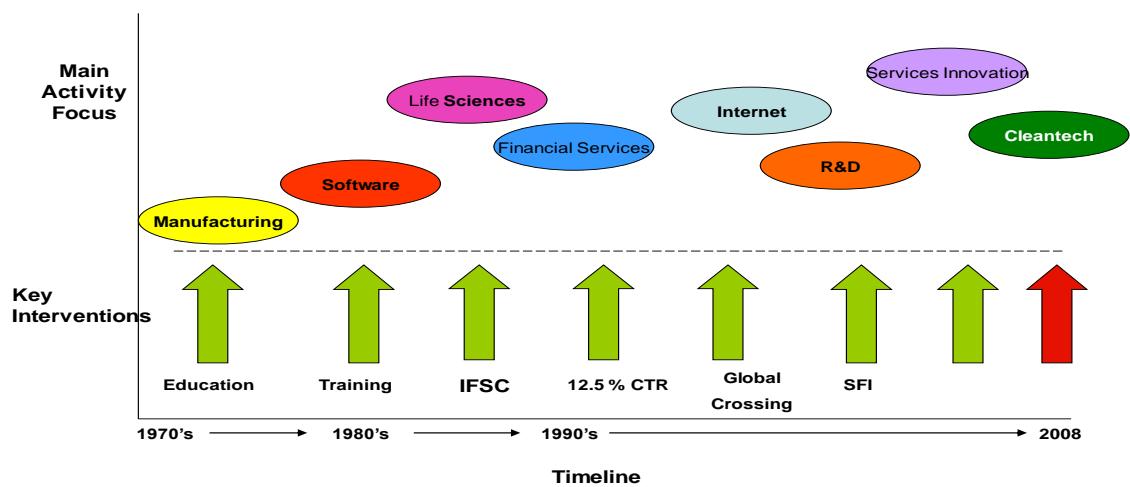 Main
Activity
Focus
Services Innovation
Life Sciences
Internet
Cleantech
Financial Services
R&D
Software
Manufacturing
Key
Interventions
Education
Training
IFSC
12.5 % CTR
Global
Crossing
SFI
1970's
1980's
1990's
2008
Timeline